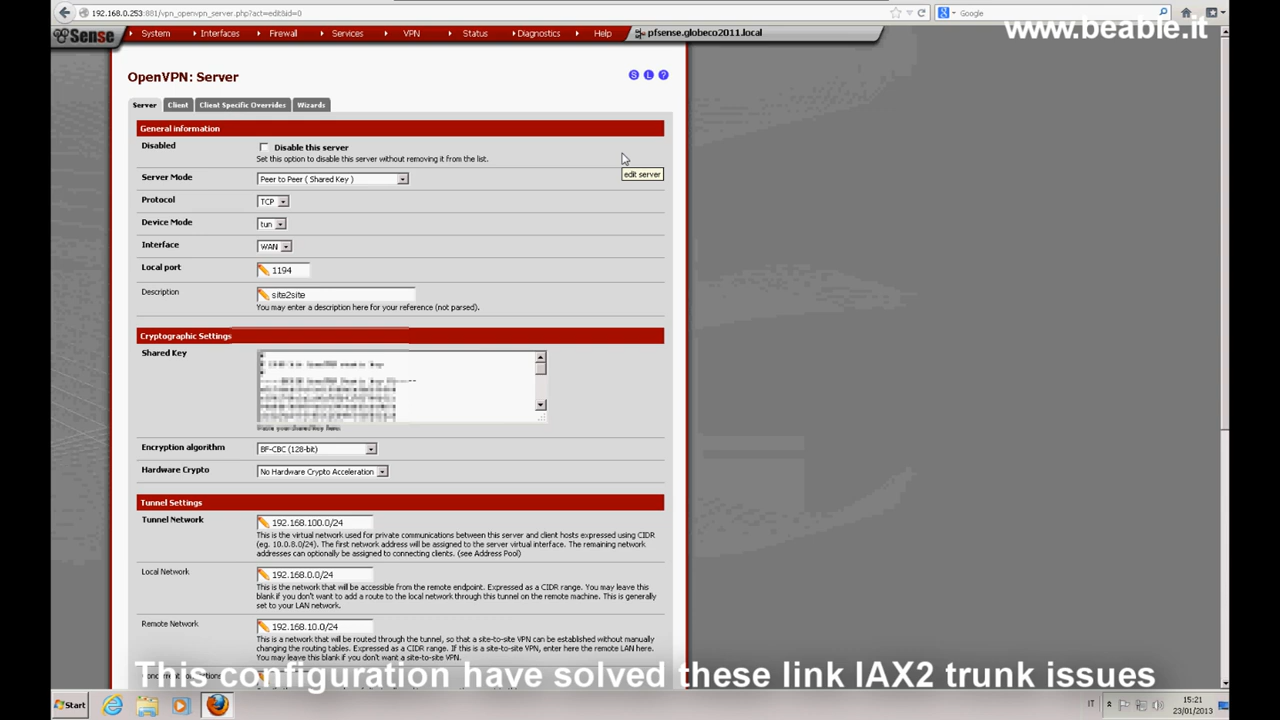 192.168.0.253:881/vpn_openvpn_server.php?act=edit&id=0
Google
www.beable.it
Sense
System
Interfaces
Firewall
Services
VPN
Status
Diagnostics
Help
pfsense.globeco2011.local
OpenVPN: Server
S L ?
Server
Client
Client Specific Overrides
Wizards
General information
Disabled
Disable this server
Set this option to disable this server without removing it from the list.
edit server
Server Mode
Peer to Peer ( Shared Key )
Protocol
TCP
Device Mode
tun
Interface
WAN
Local port
1194
Description
site2site
You may enter a description here for your reference (not parsed).
Cryptographic Settings
Shared Key
Encryption algorithm
BF-CBC (128-bit)
Hardware Crypto
No Hardware Crypto Acceleration
Tunnel Settings
Tunnel Network
192.168.100.0/24
This is the virtual network used for private communications between this server and client hosts expressed using CIDR
(eg. 10.0.8.0/24). The first network address will be assigned to the server virtual interface. The remaining network
addresses can optionally be assigned to connecting clients. (see Address Pool)
Local Network
192.168.0.0/24
This is the network that will be accessible from the remote endpoint. Expressed as a CIDR range. You may leave this
blank if you don't want to add a route to the local network through this tunnel on the remote machine. This is generally
set to your LAN network.
Remote Network
192.168.10.0/24
This is a network that will be routed through the tunnel, so that a site-to-site VPN can be established without manually
changing the routing tables. Expressed as a CIDR range. If this is a site-to-site VPN, enter here the remote LAN here.
You may leave this blank if you don't want a site-to-site VPN.
This configuration have solved these link IAX2 trunk issues
Start
IT
15:21
23/01/2013